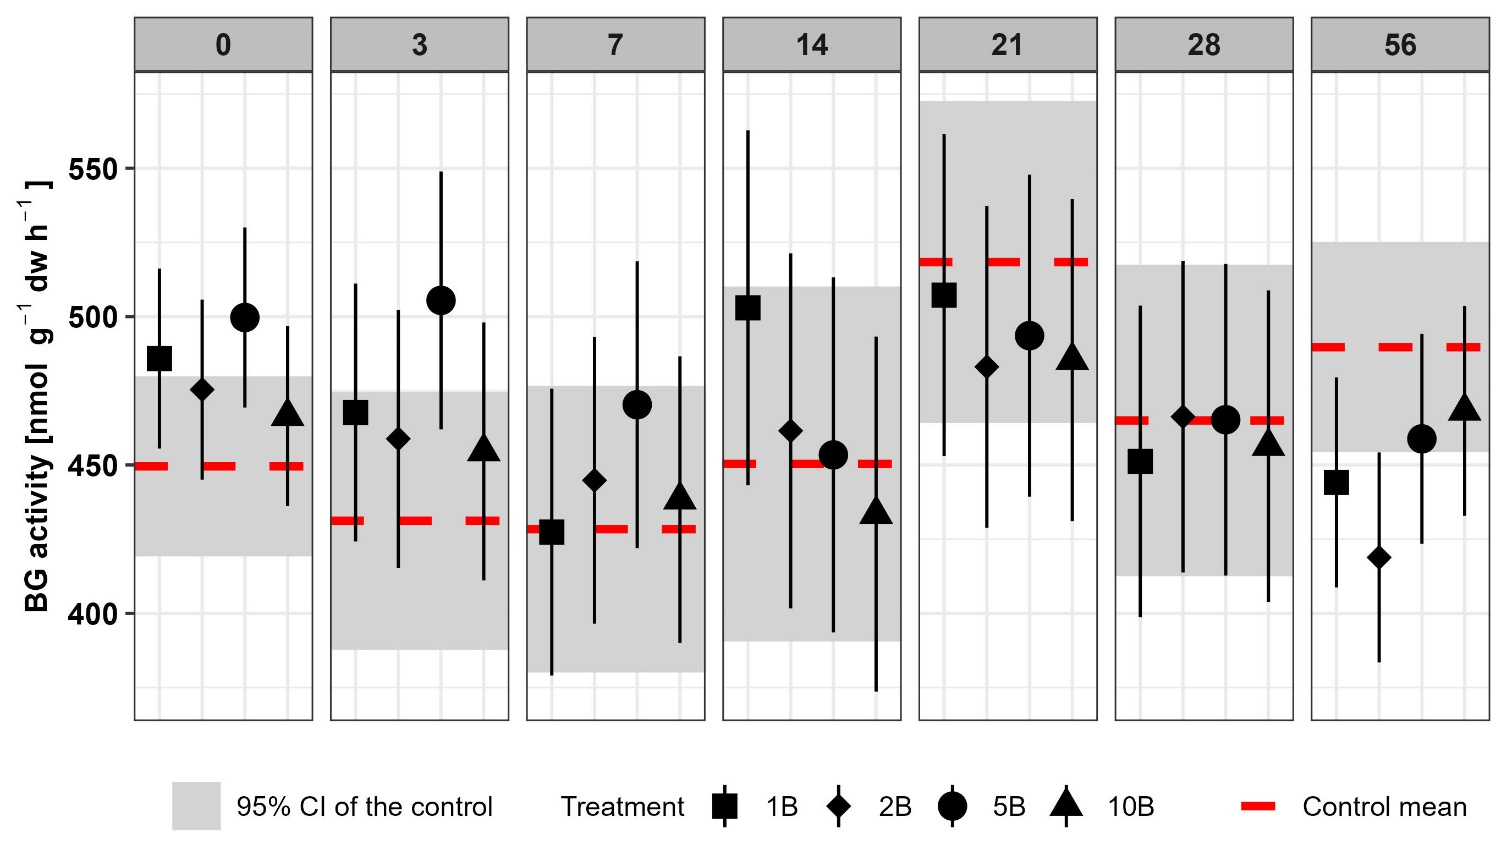 0 3 7 14 21 28 56
BG activity [nmol g⁻¹ dw h⁻¹ ]
550
500
450
400
95% CI of the control Treatment 1B 2B 5B 10B Control mean